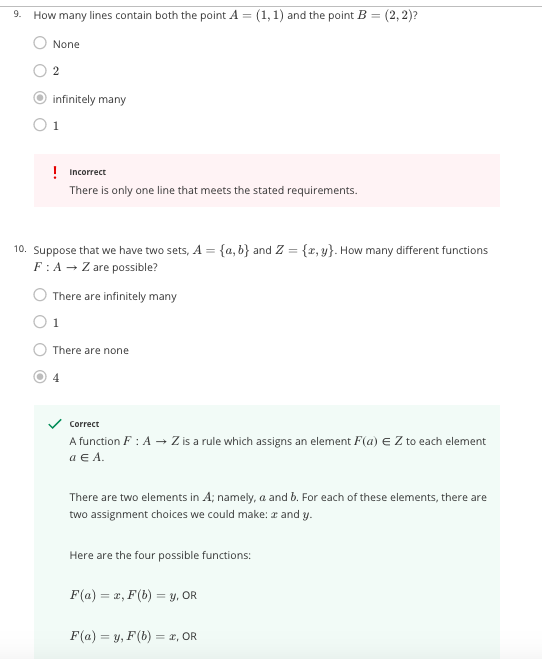 9. How many lines contain both the point A = (1, 1) and the point B = (2, 2)?
None
2
infinitely many
1
! Incorrect
There is only one line that meets the stated requirements.
10. Suppose that we have two sets, A = {a, b} and Z = {x, y}. How many different functions
F : A → Z are possible?
There are infinitely many
1
There are none
4
Correct
A function F : A → Z is a rule which assigns an element F(a) ∈ Z to each element
a ∈ A.
There are two elements in A; namely, a and b. For each of these elements, there are
two assignment choices we could make: x and y.
Here are the four possible functions:
F(a) = x, F(b) = y, OR
F(a) = y, F(b) = x, OR